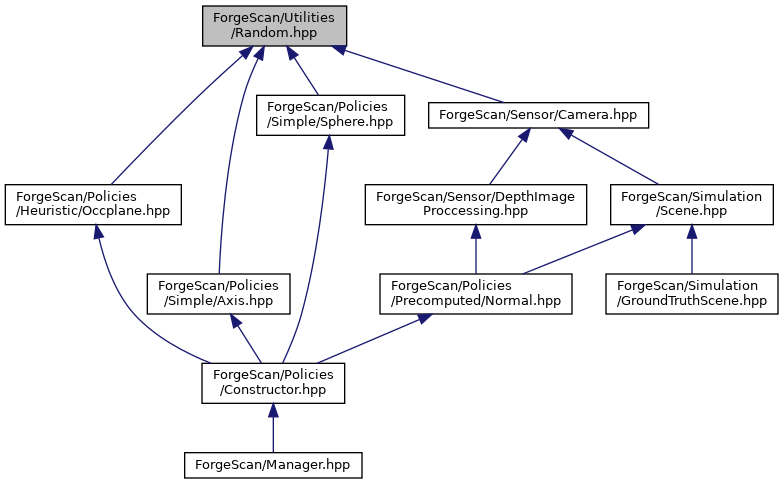 ForgeScan/Utilities
/Random.hpp
ForgeScan/Policies
/Simple/Sphere.hpp
ForgeScan/Sensor/Camera.hpp
ForgeScan/Policies
/Heuristic/Occplane.hpp
ForgeScan/Sensor/DepthImage
Proccessing.hpp
ForgeScan/Simulation
/Scene.hpp
ForgeScan/Policies
/Simple/Axis.hpp
ForgeScan/Policies
/Precomputed/Normal.hpp
ForgeScan/Simulation
/GroundTruthScene.hpp
ForgeScan/Policies
/Constructor.hpp
ForgeScan/Manager.hpp